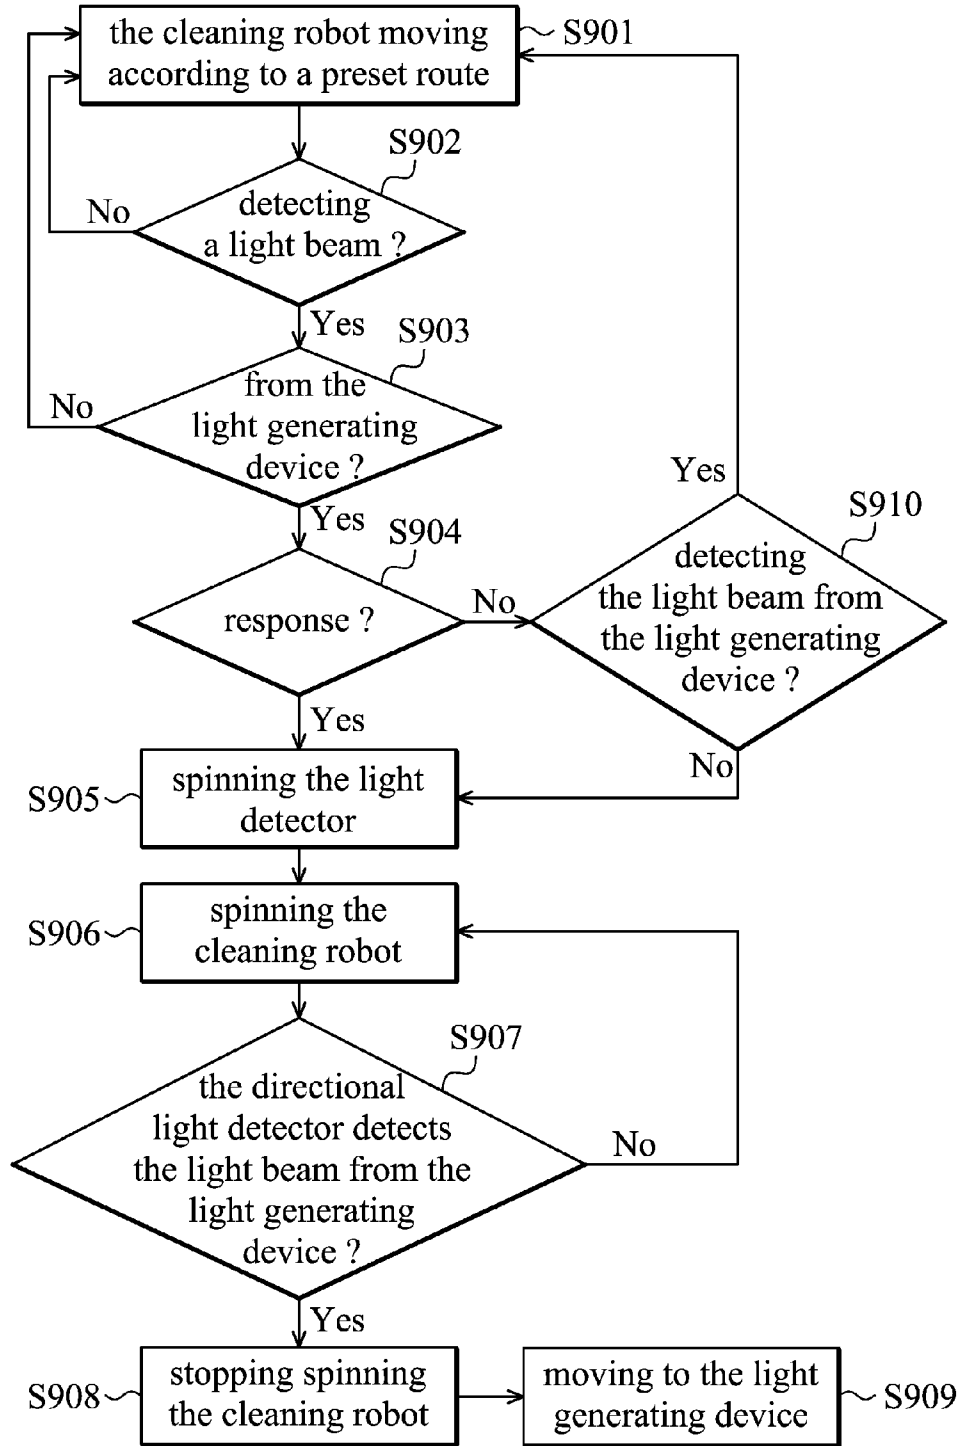 the cleaning robot moving
according to a preset route
S901
S902
detecting
a light beam ?
No
Yes
S903
from the
light generating
device ?
No
Yes
S904
response ?
No
Yes
S910
detecting
the light beam from
the light generating
device ?
Yes
No
S905
spinning the light
detector
S906
spinning the
cleaning robot
S907
the directional
light detector detects
the light beam from the
light generating
device ?
No
Yes
S908
stopping spinning
the cleaning robot
moving to the light
generating device
S909